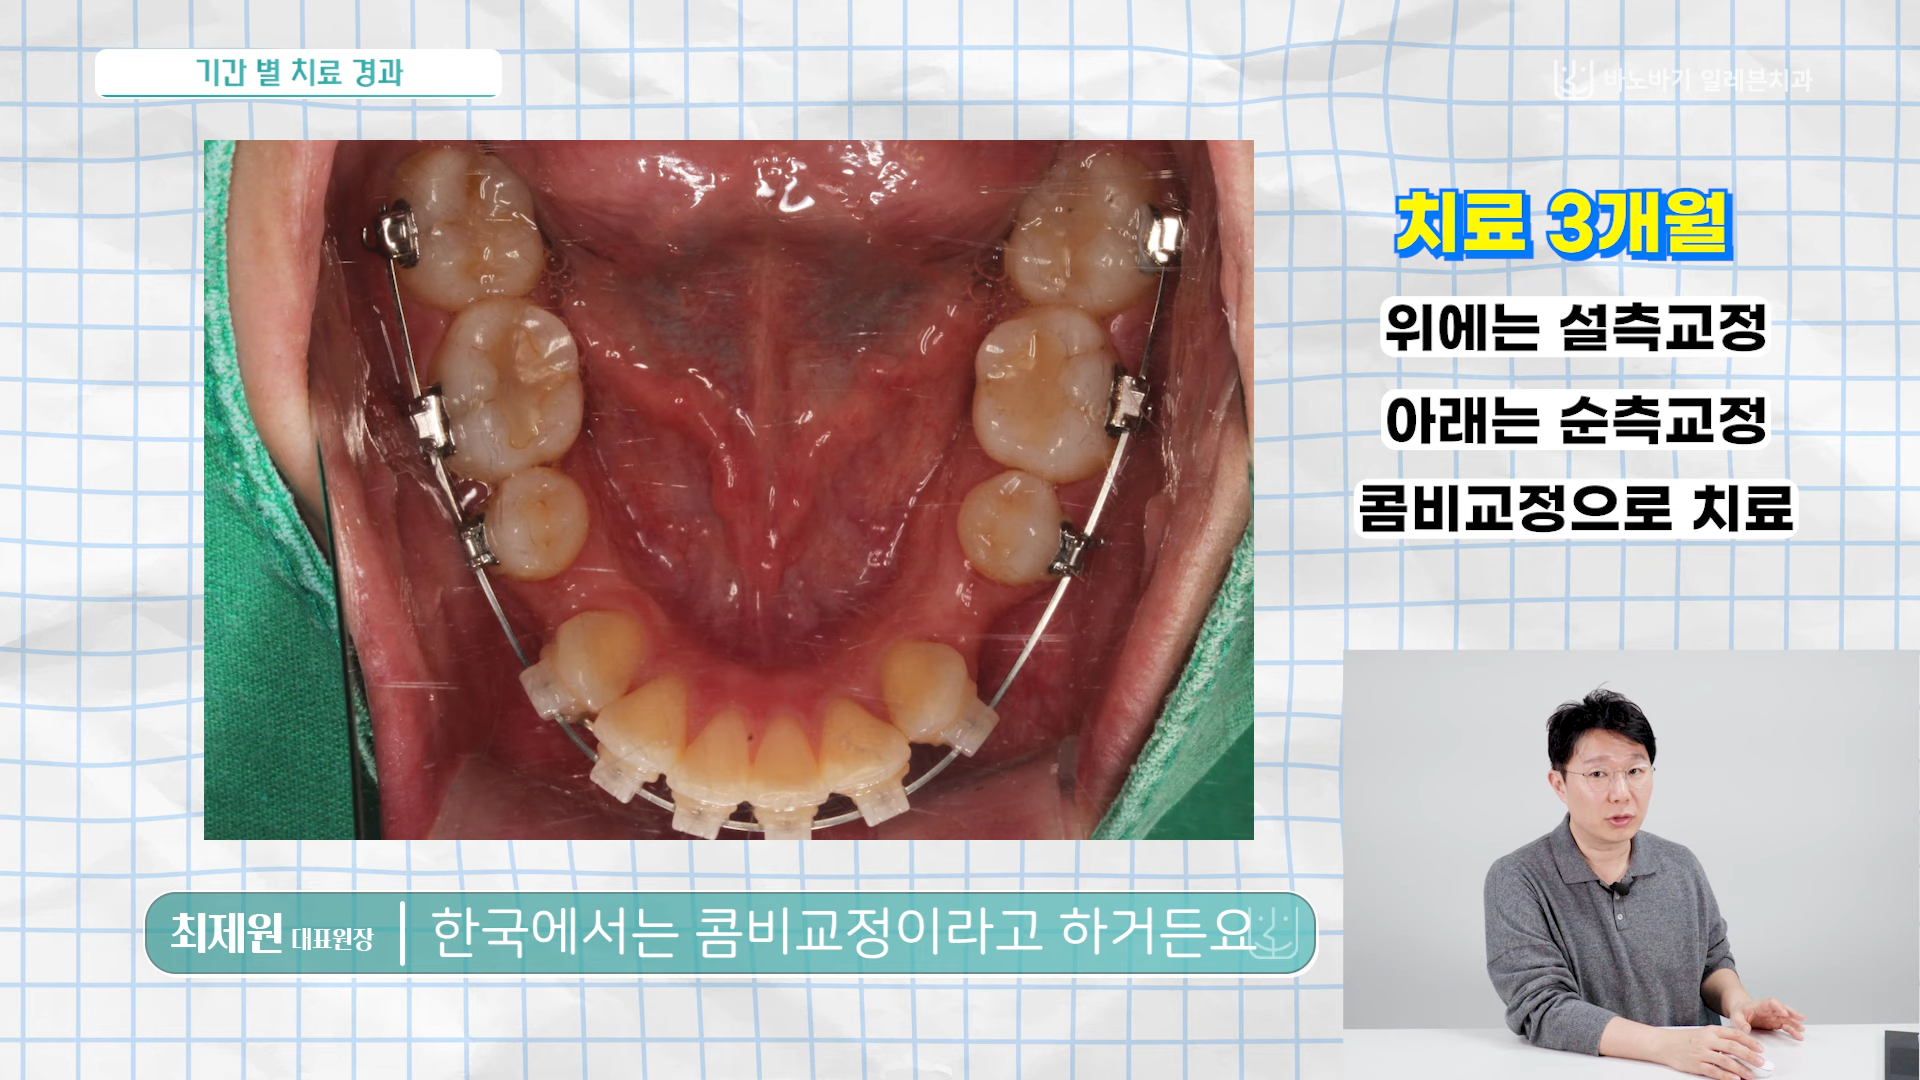 기간 별 치료 경과
바노바기 일레븐치과
치료 3개월
위에는 설측교정
아래는 순측교정
콤비교정으로 치료
최제원 대표원장 | 한국에서는 콤비교정이라고 하거든요